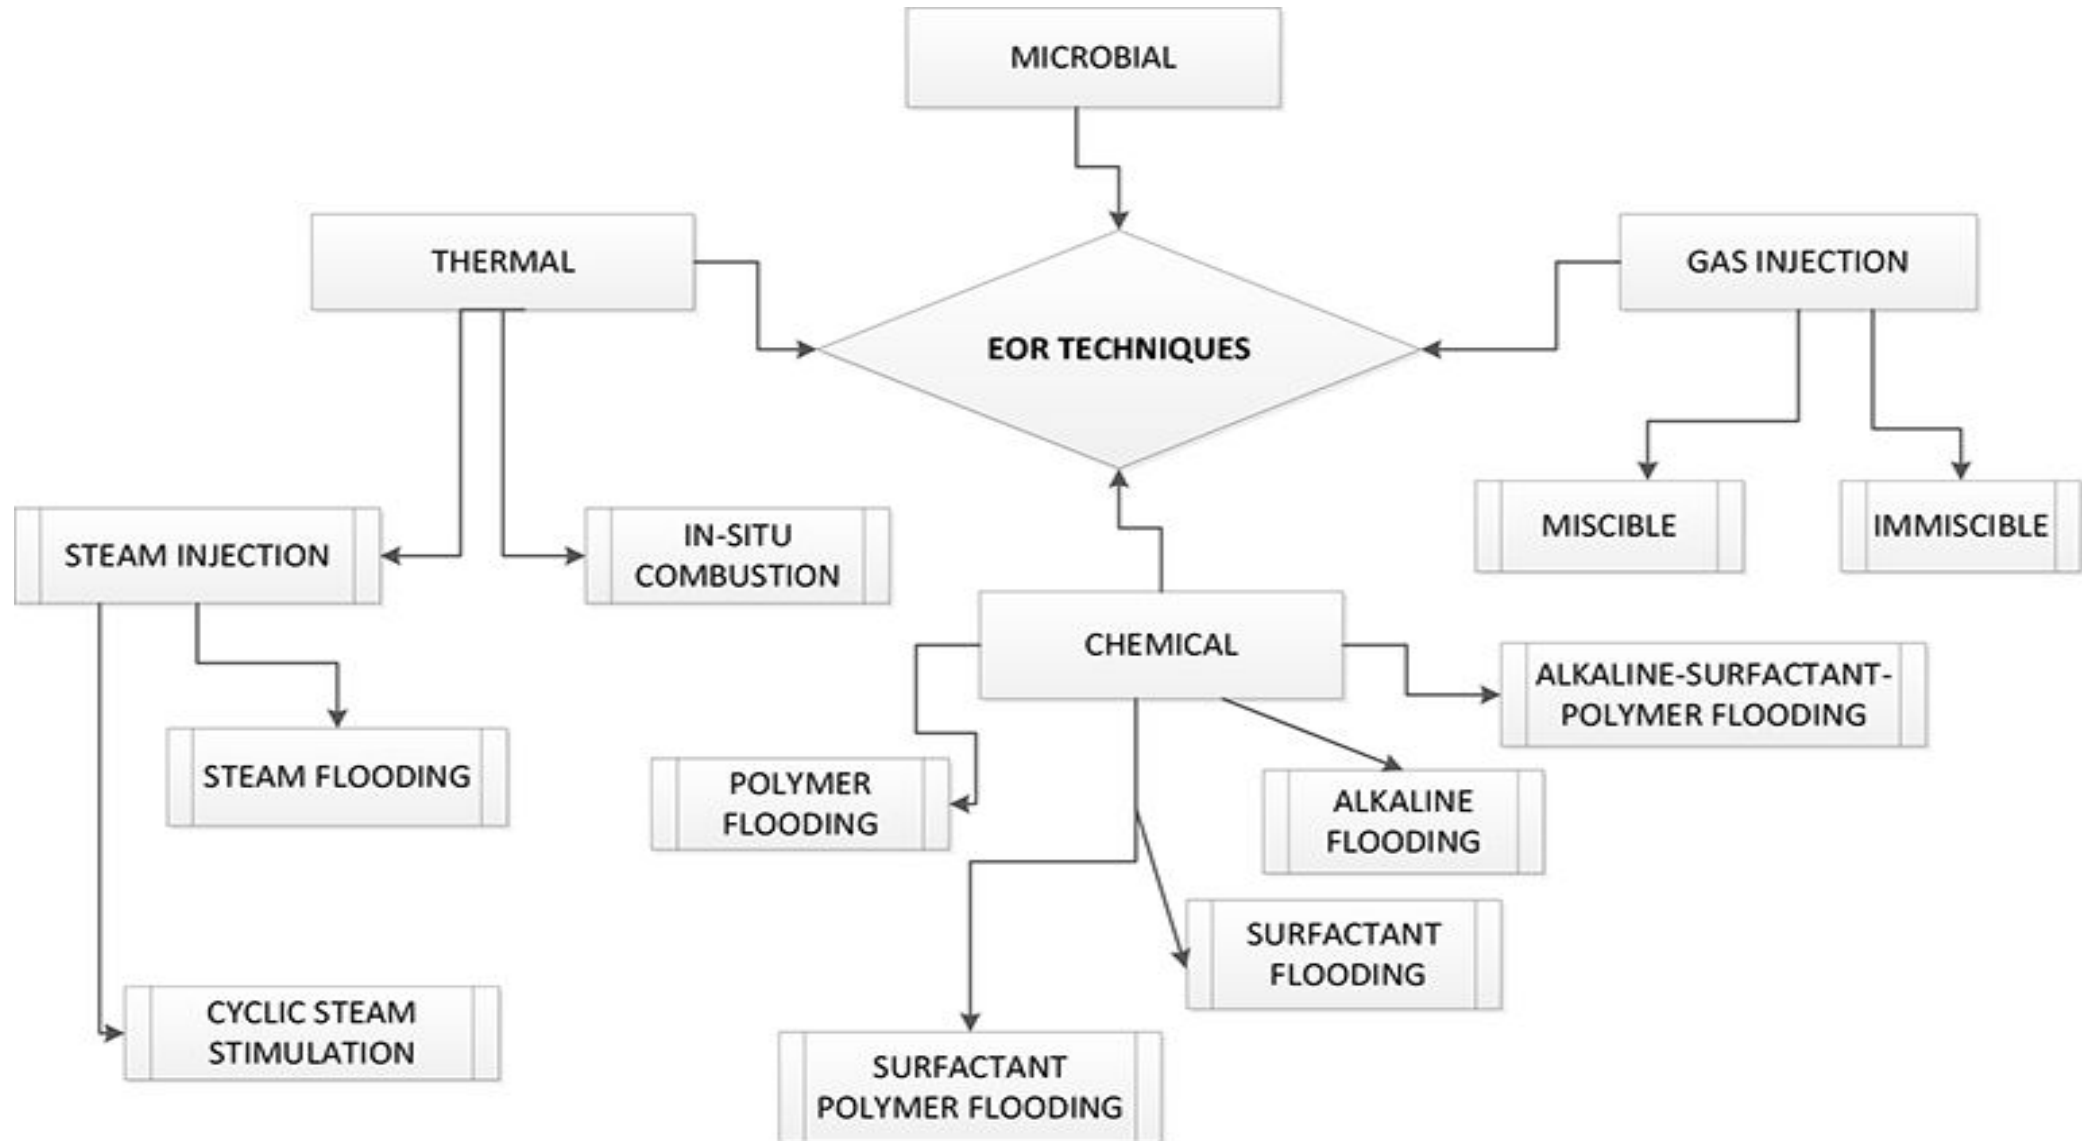 MICROBIAL
THERMAL
GAS INJECTION
EOR TECHNIQUES
STEAM INJECTION
IN-SITU
COMBUSTION
MISCIBLE
IMMISCIBLE
CHEMICAL
ALKALINE-SURFACTANT-
POLYMER FLOODING
STEAM FLOODING
POLYMER
FLOODING
ALKALINE
FLOODING
SURFACTANT
FLOODING
CYCLIC STEAM
STIMULATION
SURFACTANT
POLYMER FLOODING